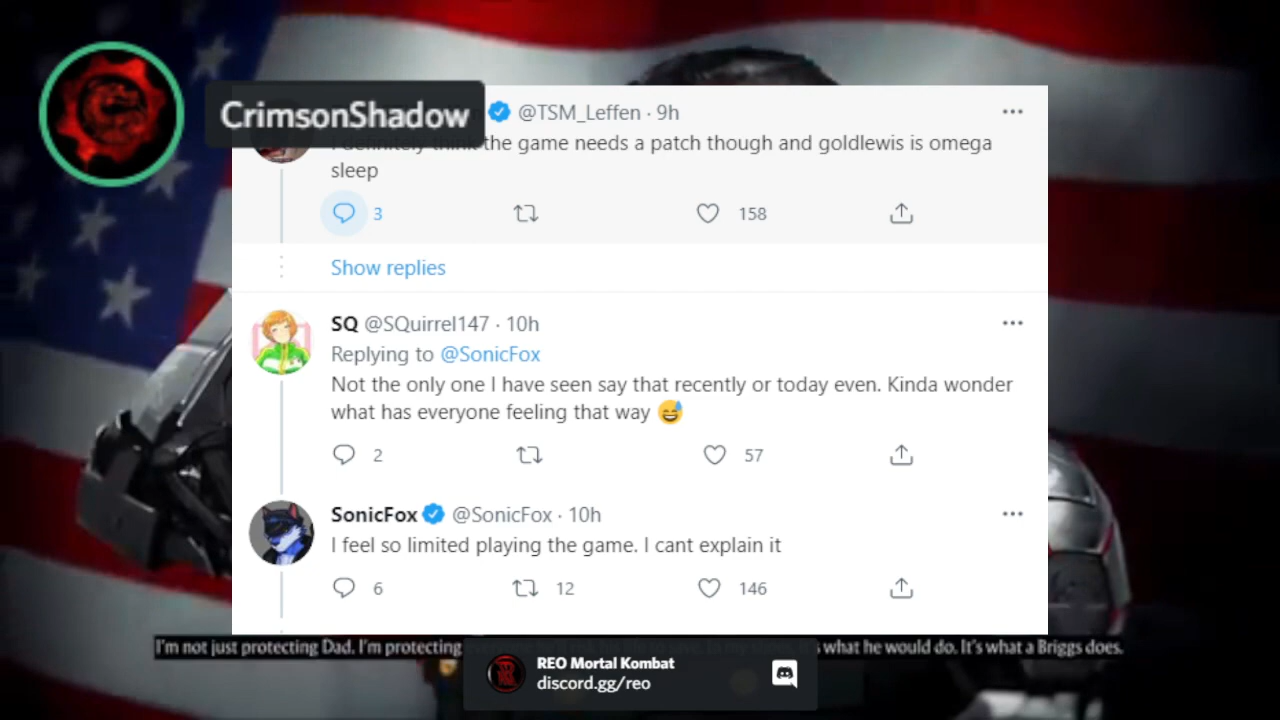 CrimsonShadow
@TSM_Leffen · 9h
I definitely think the game needs a patch though and goldlewis is omega
sleep
3
158
Show replies
SQ @SQuirrel147 · 10h
Replying to @SonicFox
Not the only one I have seen say that recently or today even. Kinda wonder
what has everyone feeling that way 😅
2
57
SonicFox @SonicFox · 10h
I feel so limited playing the game. I cant explain it
6
12
146
I'm not just protecting Dad. I'm protecting what he would do. It's what a Briggs does.
REO Mortal Kombat
discord.gg/reo